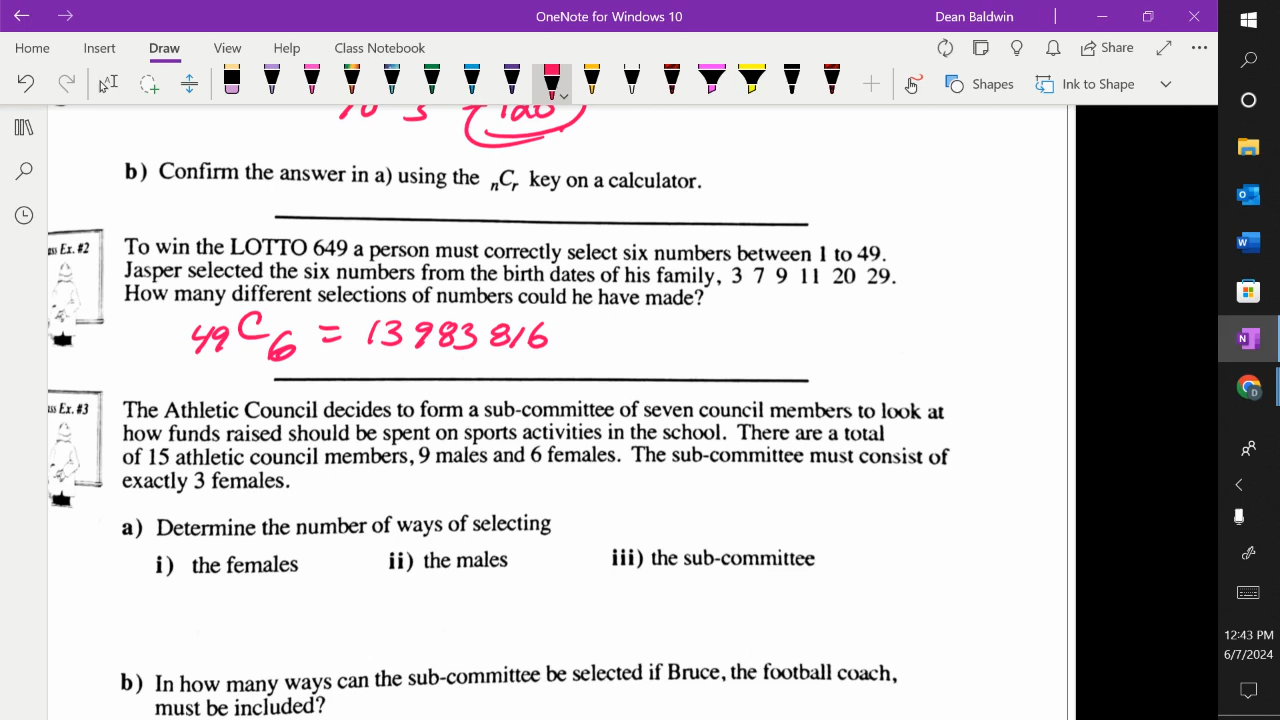 OneNote for Windows 10
Dean Baldwin
Home Insert Draw View Help Class Notebook
Share
Shapes
Ink to Share
b) Confirm the answer in a) using the nCr key on a calculator.
ss Ex. #2
To win the LOTTO 649 a person must correctly select six numbers between 1 to 49.
Jasper selected the six numbers from the birth dates of his family, 3 7 9 11 20 29.
How many different selections of numbers could he have made?
49C6 = 13983816
ss Ex. #3
The Athletic Council decides to form a sub-committee of seven council members to look at
how funds raised should be spent on sports activities in the school. There are a total
of 15 athletic council members, 9 males and 6 females. The sub-committee must consist of
exactly 3 females.
a) Determine the number of ways of selecting
i) the females ii) the males iii) the sub-committee
b) In how many ways can the sub-committee be selected if Bruce, the football coach,
must be included?
12:43 PM
6/7/2024